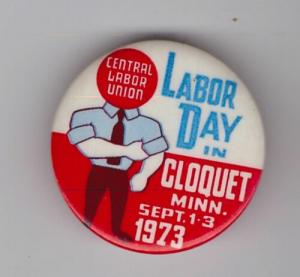 CENTRAL
LABOR
UNION
LABOR
DAY
IN
CLOQUET
MINN.
SEPT. 1-3
1973